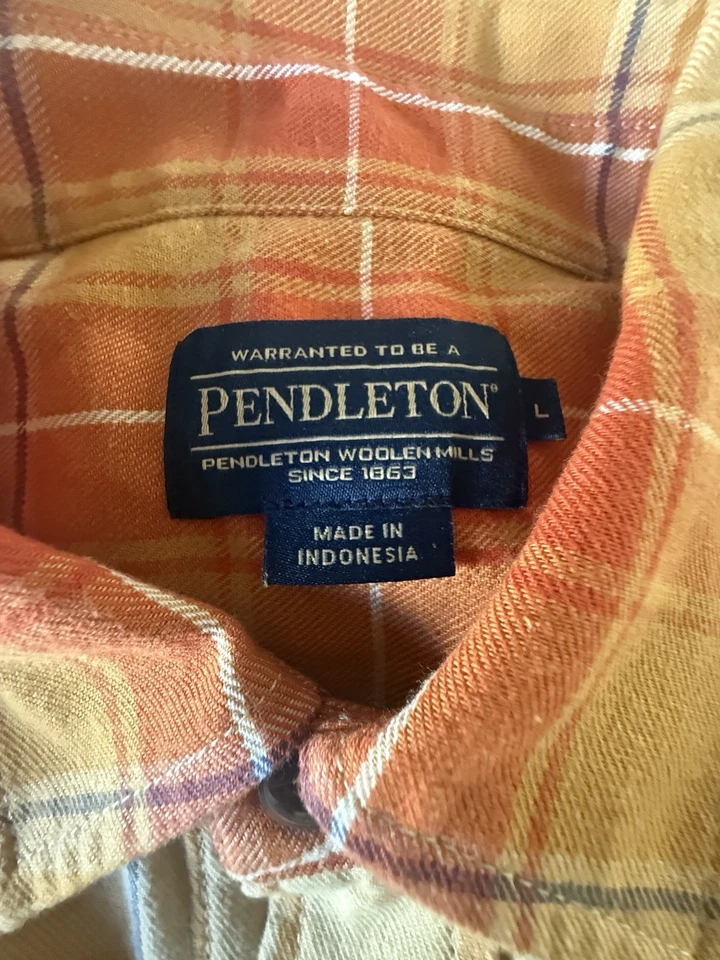 WARRANTED TO BE A
PENDLETON®
L
PENDLETON WOOLEN MILLS
SINCE 1863
MADE IN
INDONESIA